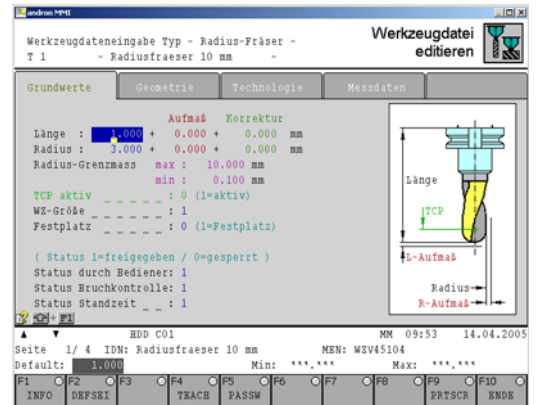 andron MMI
Werkzeugdateneingabe Typ - Radius-Fräser -
T 1 - Radiusfraeser 10 mm -
Werkzeugdatei
editieren
Grundwerte Geometrie Technologie Messdaten
Aufmaß Korrektur
Länge : 1.000 + 0.000 + 0.000 mm
Radius : 3.000 + 0.000 + 0.000 mm
Radius-Grenzmass max : 10.000 mm
min : 0.100 mm
TCP aktiv _ _ _ _ _ : 0 (1=aktiv)
WZ-Größe _ _ _ _ _ _ : 1
Festplatz _ _ _ _ _ : 0 (1=Festplatz)
( Status 1=freigegeben / 0=gesperrt )
Status durch Bediener: 1
Status Bruchkontrolle: 1
Status Standzeit _ _ : 1
Länge
TCP
L-Aufmaß
Radius
R-Aufmaß
+ F1
HDD C01 MM 09:53 14.04.2005
Seite 1/ 4 IDN: Radiusfraeser 10 mm MEN: WZV45104
Default: 1.000 Min: ***.*** Max: ***.***
F1 F2 F3 F4 F5 F6 F7 F8 F9 F10
INFO DEFSEI TEACH PASSW PRTSCR ENDE